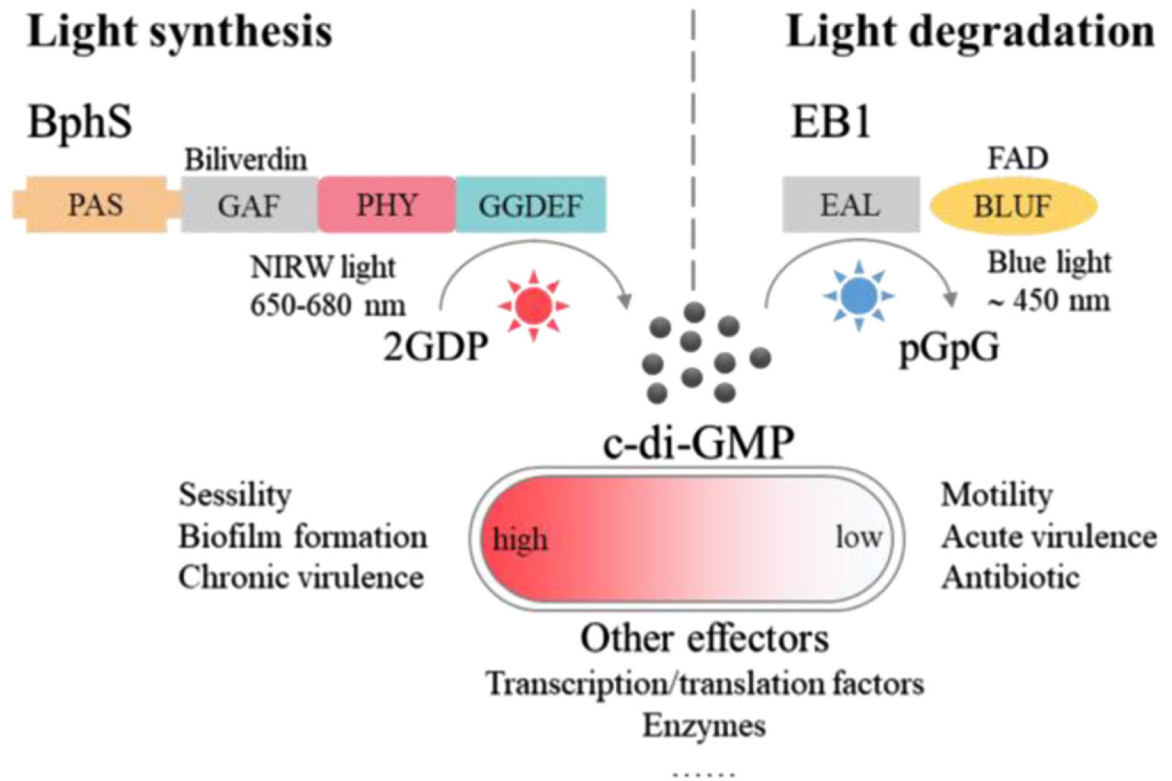 Light synthesis
Light degradation
BphS
EB1
Biliverdin
FAD
PAS
GAF
PHY
GGDEF
EAL
BLUF
NIRW light
650-680 nm
Blue light
~ 450 nm
2GDP
pGpG
c-di-GMP
Sessility
Biofilm formation
Chronic virulence
high
low
Motility
Acute virulence
Antibiotic
Other effectors
Transcription/translation factors
Enzymes
......